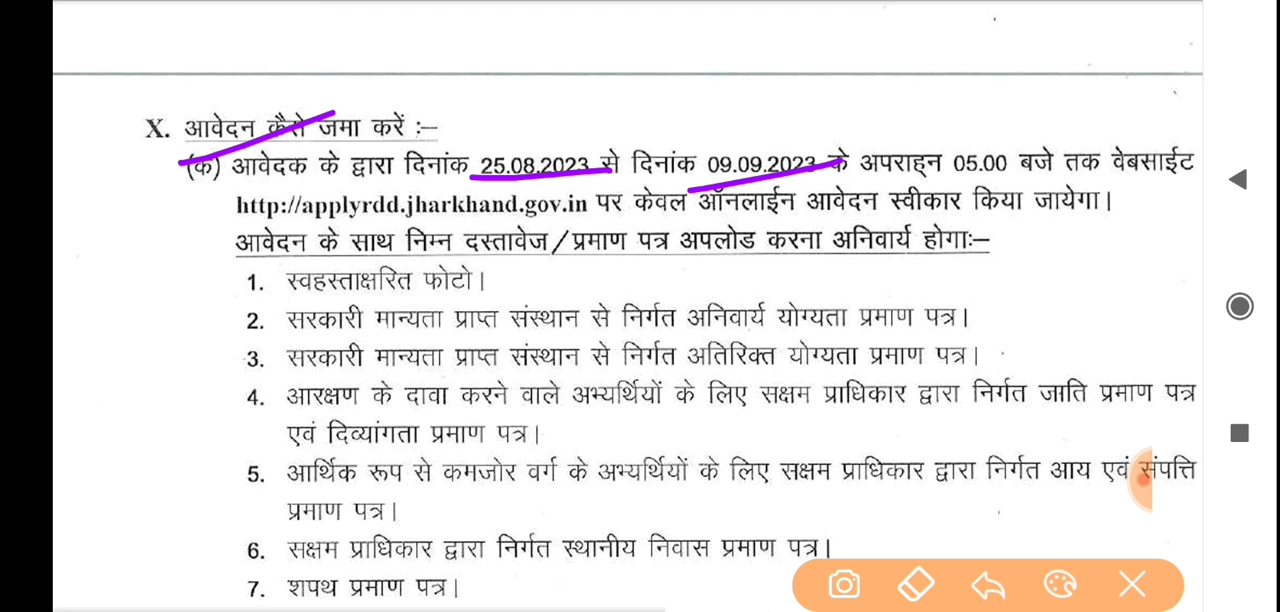 X. आवेदन कैसे जमा करें :–
(क) आवेदक के द्वारा दिनांक 25.08.2023 से दिनांक 09.09.2023 के अपराह्न 05.00 बजे तक वेबसाईट
http://applyrdd.jharkhand.gov.in पर केवल ऑनलाईन आवेदन स्वीकार किया जायेगा।
आवेदन के साथ निम्न दस्तावेज/प्रमाण पत्र अपलोड करना अनिवार्य होगाः–
1. स्वहस्ताक्षरित फोटो।
2. सरकारी मान्यता प्राप्त संस्थान से निर्गत अनिवार्य योग्यता प्रमाण पत्र।
3. सरकारी मान्यता प्राप्त संस्थान से निर्गत अतिरिक्त योग्यता प्रमाण पत्र।
4. आरक्षण के दावा करने वाले अभ्यर्थियों के लिए सक्षम प्राधिकार द्वारा निर्गत जाति प्रमाण पत्र
एवं दिव्यांगता प्रमाण पत्र।
5. आर्थिक रूप से कमजोर वर्ग के अभ्यर्थियों के लिए सक्षम प्राधिकार द्वारा निर्गत आय एवं संपत्ति
प्रमाण पत्र।
6. सक्षम प्राधिकार द्वारा निर्गत स्थानीय निवास प्रमाण पत्र।
7. शपथ प्रमाण पत्र।